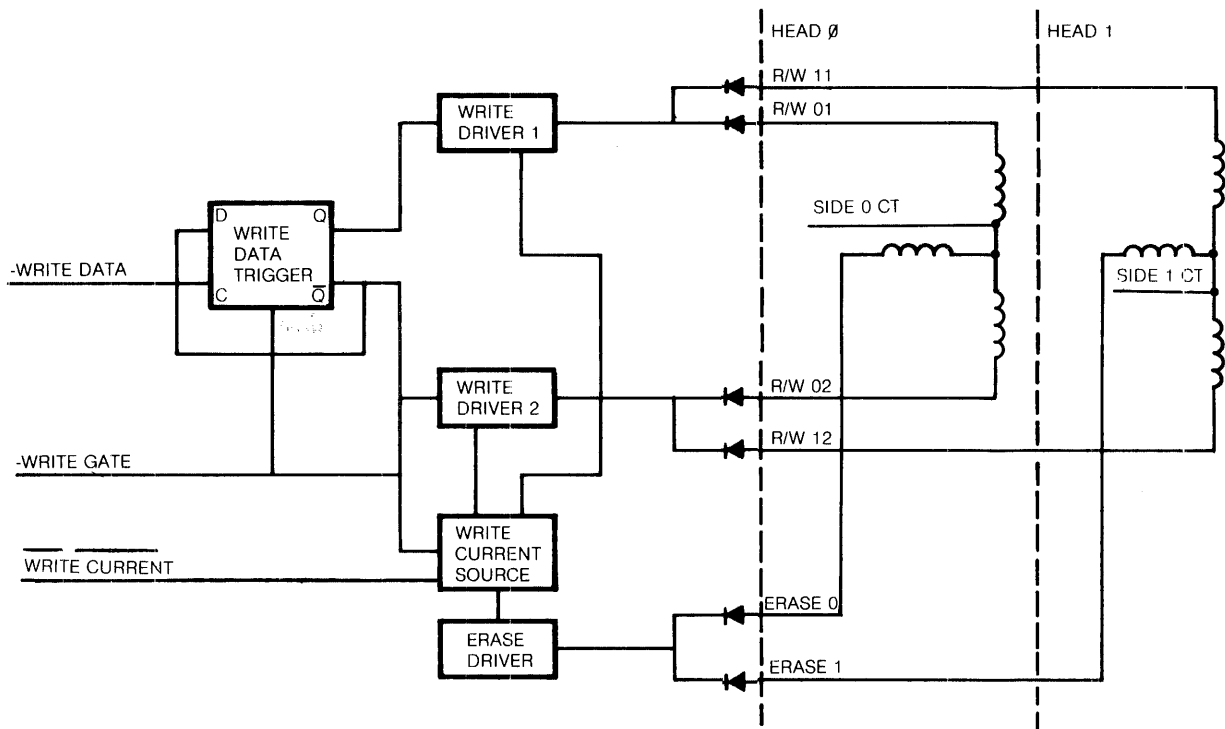 HEAD Ø
HEAD 1
R/W 11
R/W 01
WRITE
DRIVER 1
SIDE 0 CT
D Q
WRITE
DATA
TRIGGER
C Q̅
-WRITE DATA
SIDE 1 CT
WRITE
DRIVER 2
R/W 02
R/W 12
-WRITE GATE
WRITE
CURRENT
SOURCE
WRITE CURRENT
ERASE 0
ERASE
DRIVER
ERASE 1